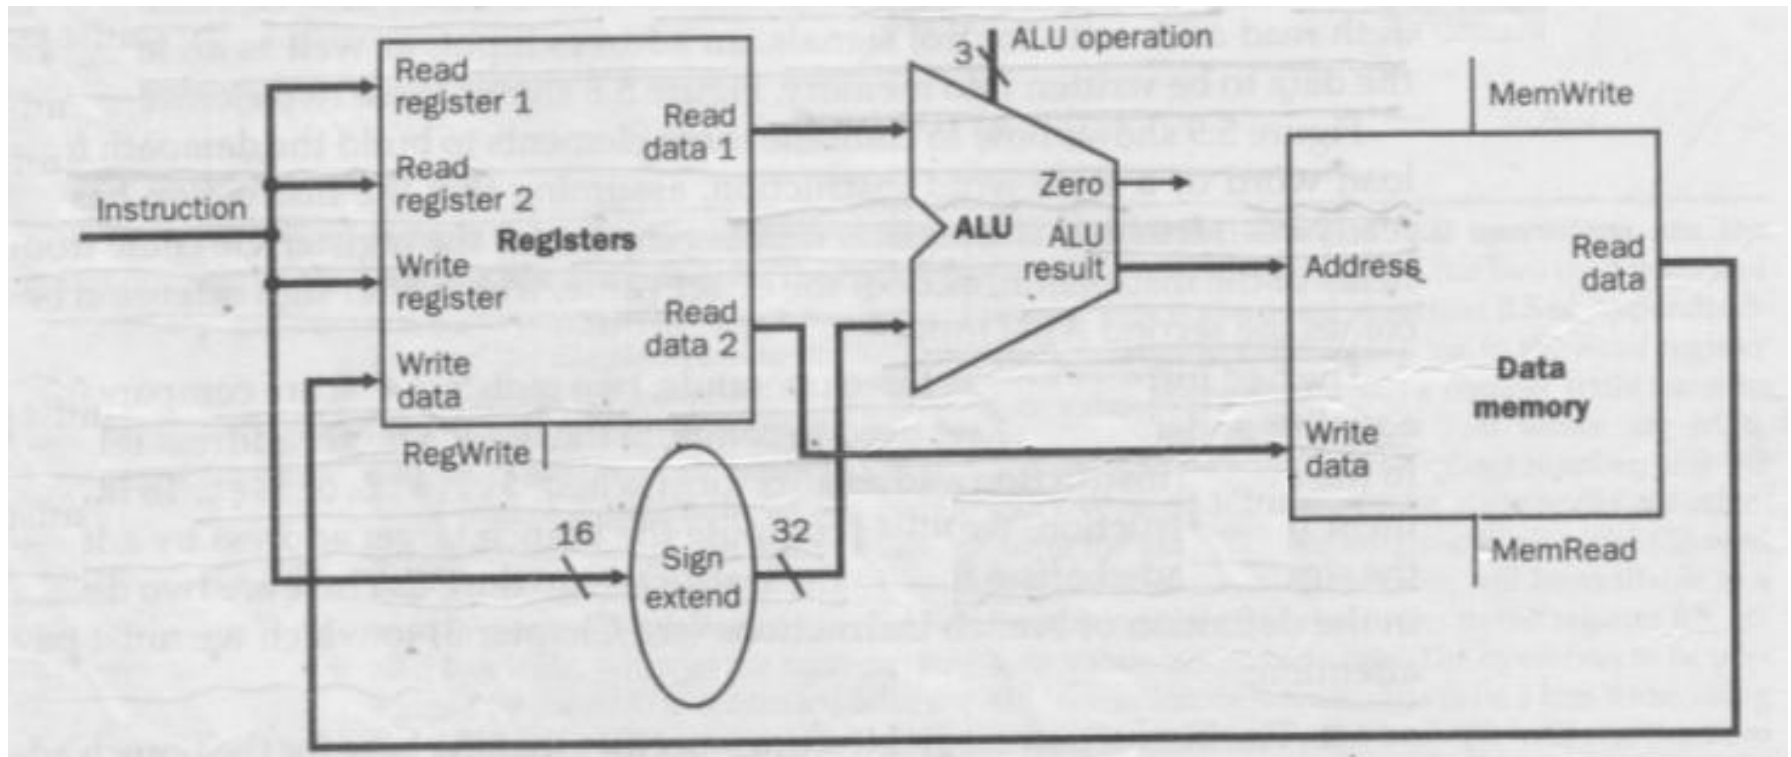 3
ALU operation
MemWrite
Instruction
Read
register 1
Read
register 2
Registers
Write
register
Write
data
Read
data 1
Read
data 2
RegWrite
16
Sign
extend
32
Zero
ALU
ALU
result
Address
Read
data
Data
memory
Write
data
MemRead